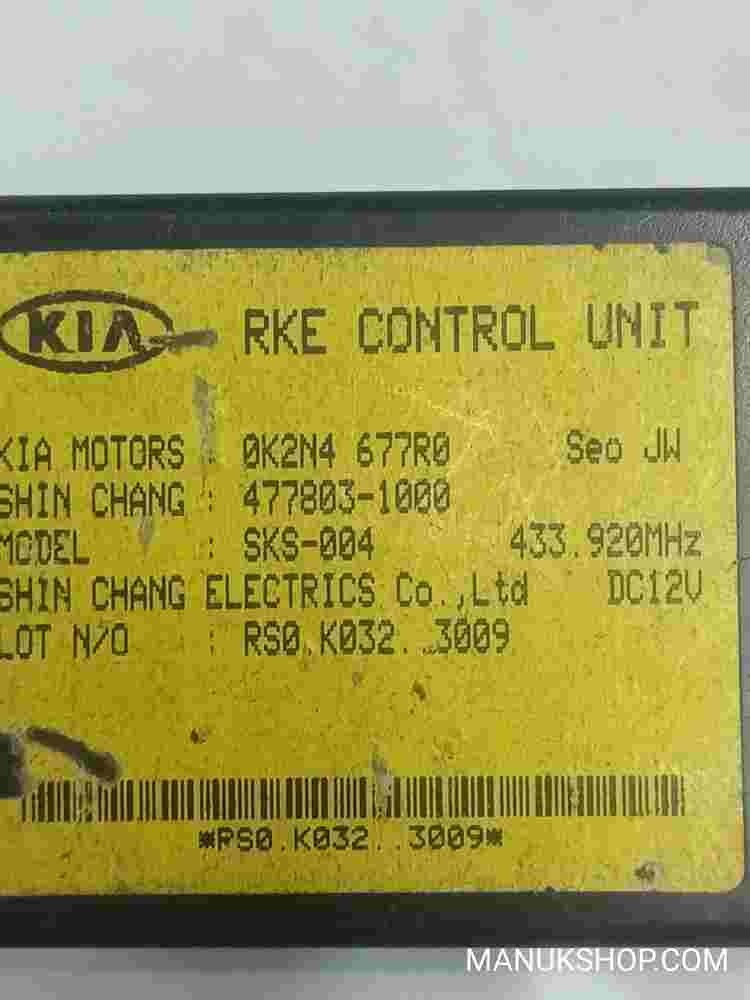 KIA RKE CONTROL UNIT
KIA MOTORS : 0K2N4 677R0 Seo JW
SHIN CHANG : 477803-1000
MODEL : SKS-004 433.920MHz
SHIN CHANG ELECTRICS Co.,Ltd DC12V
LOT N/O : RS0.K032..3009
*RS0.K032..3009*
MANUKSHOP.COM